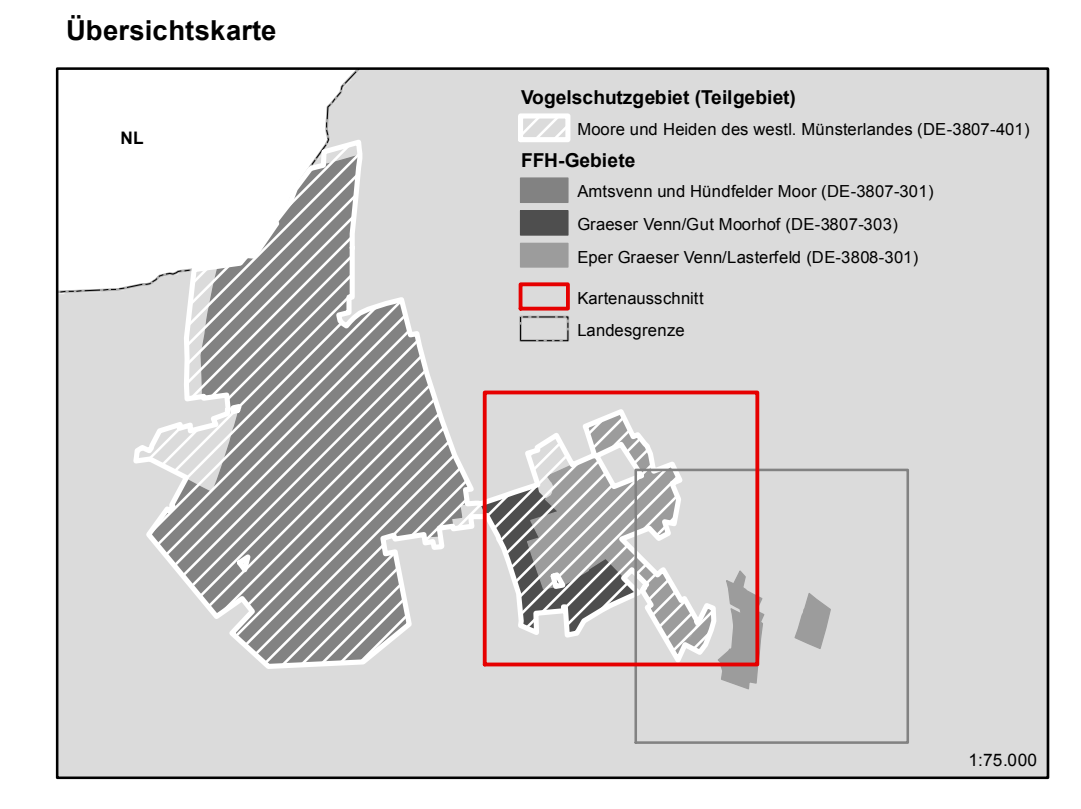 Übersichtskarte
NL
Vogelschutzgebiet (Teilgebiet)
Moore und Heiden des westl. Münsterlandes (DE-3807-401)
FFH-Gebiete
Amtsvenn und Hündfelder Moor (DE-3807-301)
Graeser Venn/Gut Moorhof (DE-3807-303)
Eper Graeser Venn/Lasterfeld (DE-3808-301)
Kartenausschnitt
Landesgrenze
1:75.000